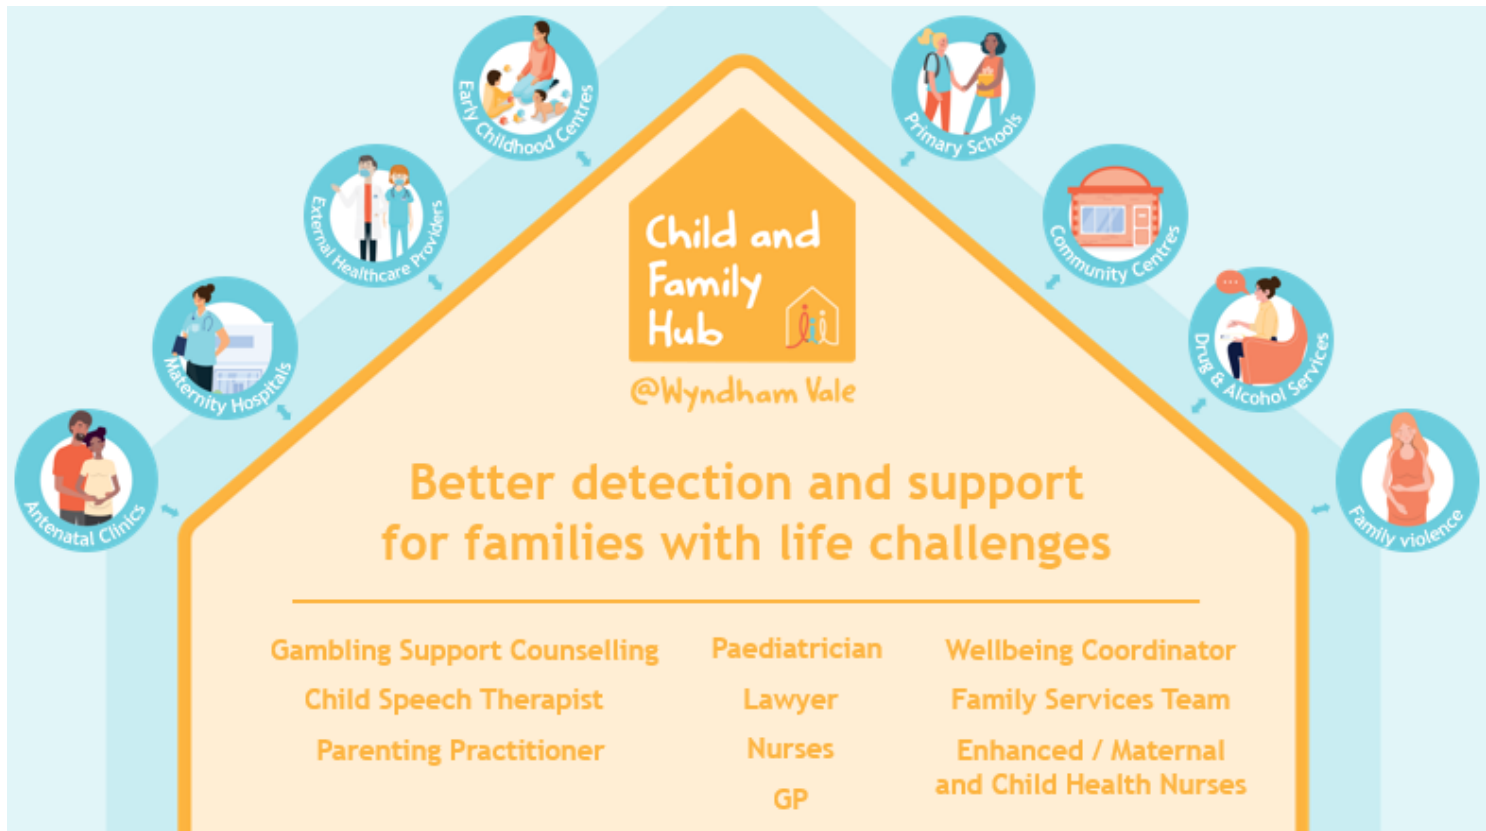 Early Childhood Centres
Primary Schools
External Healthcare Providers
Community Centres
Maternity Hospitals
Drug & Alcohol Services
Antenatal Clinics
Family violence
Child and
Family
Hub
@Wyndham Vale
Better detection and support
for families with life challenges
Gambling Support Counselling
Child Speech Therapist
Parenting Practitioner
Paediatrician
Lawyer
Nurses
GP
Wellbeing Coordinator
Family Services Team
Enhanced / Maternal
and Child Health Nurses